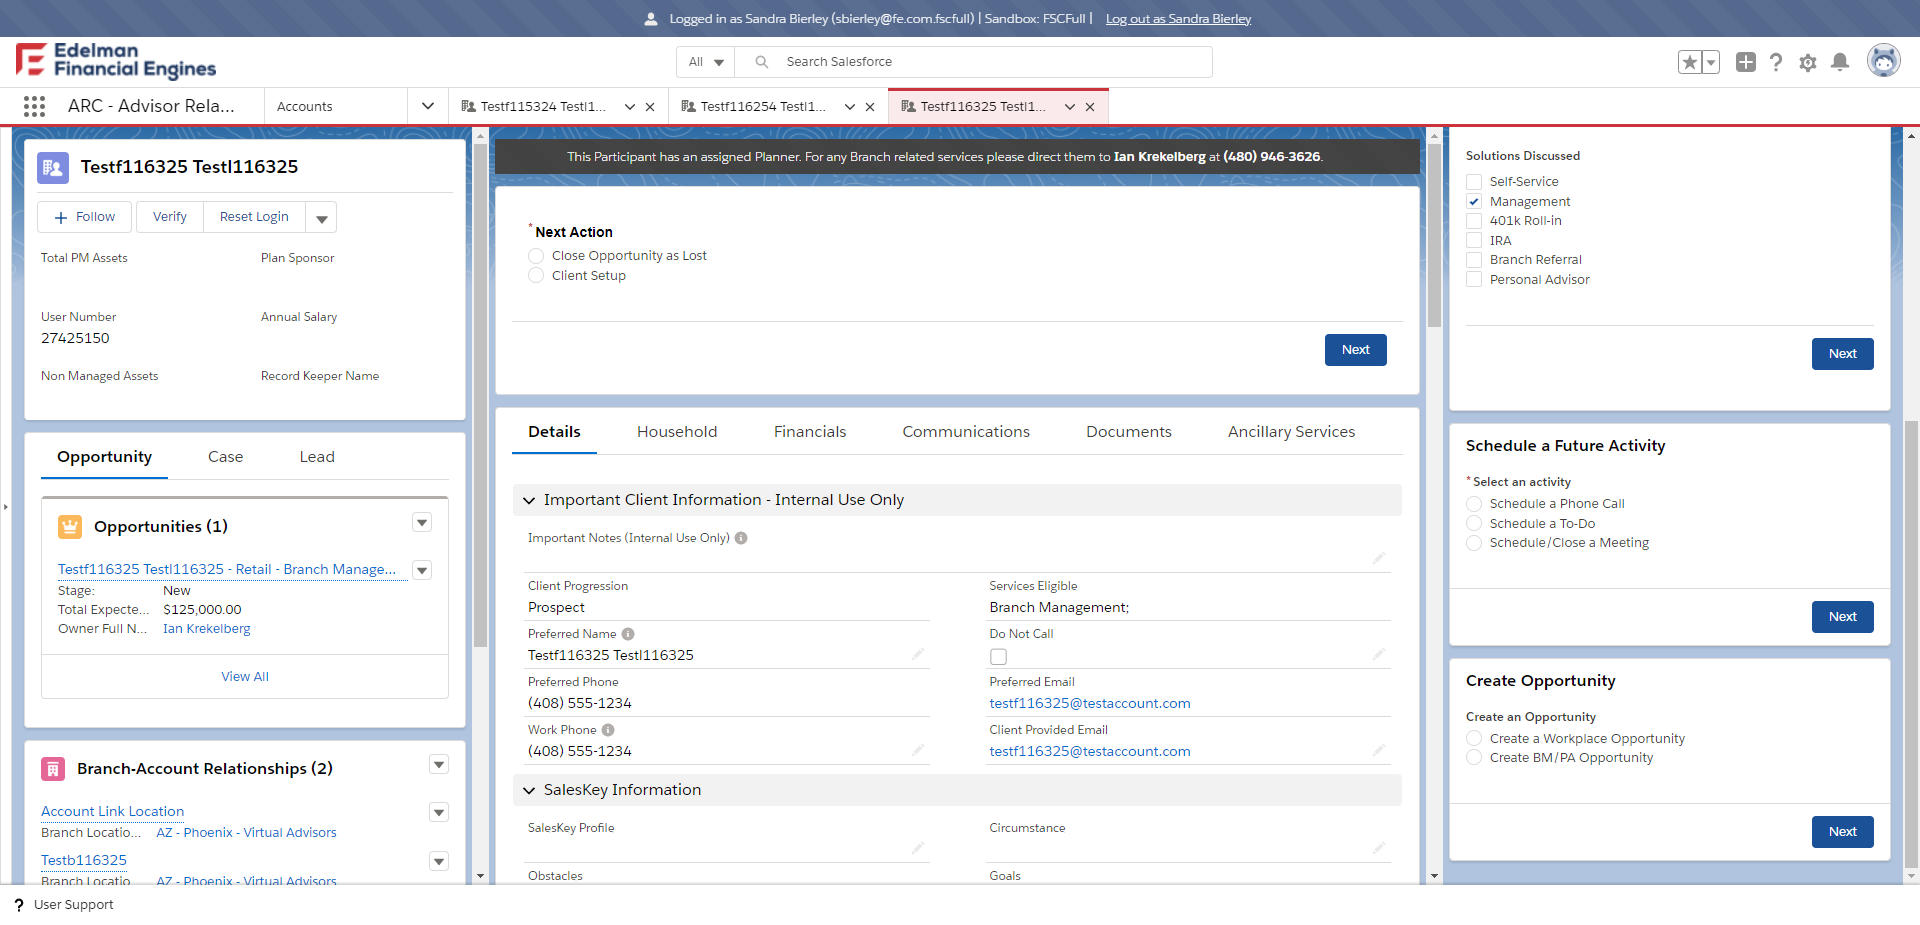 Logged in as Sandra Bierley (sbierley@fe.com.fscfull) | Sandbox: FSCFull | Log out as Sandra Bierley
Edelman
Financial Engines
All
Search Salesforce
ARC - Advisor Rela...
Accounts
Testf115324 Testl1...
Testf116254 Testl1...
Testf116325 Testl1...
Testf116325 Testl116325
Follow
Verify
Reset Login
Total PM Assets
Plan Sponsor
User Number
27425150
Annual Salary
Non Managed Assets
Record Keeper Name
Opportunity
Case
Lead
Opportunities (1)
Testf116325 Testl116325 - Retail - Branch Manage...
Stage: New
Total Expecte... $125,000.00
Owner Full N... Ian Krekelberg
View All
Branch-Account Relationships (2)
Account Link Location
Branch Locatio... AZ - Phoenix - Virtual Advisors
Testb116325
Branch Locatio AZ - Phoenix - Virtual Advisors
This Participant has an assigned Planner. For any Branch related services please direct them to Ian Krekelberg at (480) 946-3626.
*Next Action
Close Opportunity as Lost
Client Setup
Next
Details
Household
Financials
Communications
Documents
Ancillary Services
Important Client Information - Internal Use Only
Important Notes (Internal Use Only)
Client Progression
Prospect
Services Eligible
Branch Management;
Preferred Name
Testf116325 Testl116325
Do Not Call
Preferred Phone
(408) 555-1234
Preferred Email
testf116325@testaccount.com
Work Phone
(408) 555-1234
Client Provided Email
testf116325@testaccount.com
SalesKey Information
SalesKey Profile
Circumstance
Obstacles
Goals
Solutions Discussed
Self-Service
Management
401k Roll-in
IRA
Branch Referral
Personal Advisor
Next
Schedule a Future Activity
*Select an activity
Schedule a Phone Call
Schedule a To-Do
Schedule/Close a Meeting
Next
Create Opportunity
Create an Opportunity
Create a Workplace Opportunity
Create BM/PA Opportunity
Next
? User Support